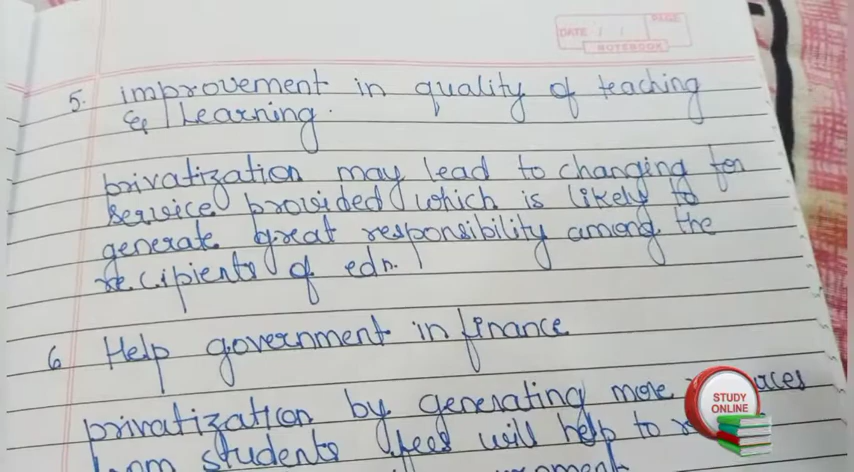 DATE / / PAGE
NOTEBOOK
5. improvement in quality of teaching
& learning.
privatization may lead to changing for
service provided which is likely to
generate great responsibility among the
recipients of edn.
6 Help government in finance
privatization by generating more
from students fees will help to
STUDY
ONLINE